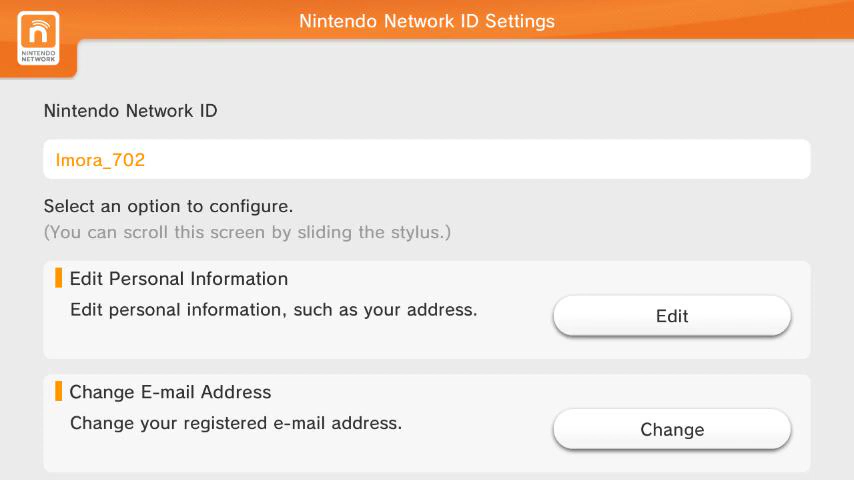 Nintendo Network ID Settings
n
NINTENDO
NETWORK
Nintendo Network ID
Imora_702
Select an option to configure.
(You can scroll this screen by sliding the stylus.)
Edit Personal Information
Edit personal information, such as your address.
Edit
Change E-mail Address
Change your registered e-mail address.
Change